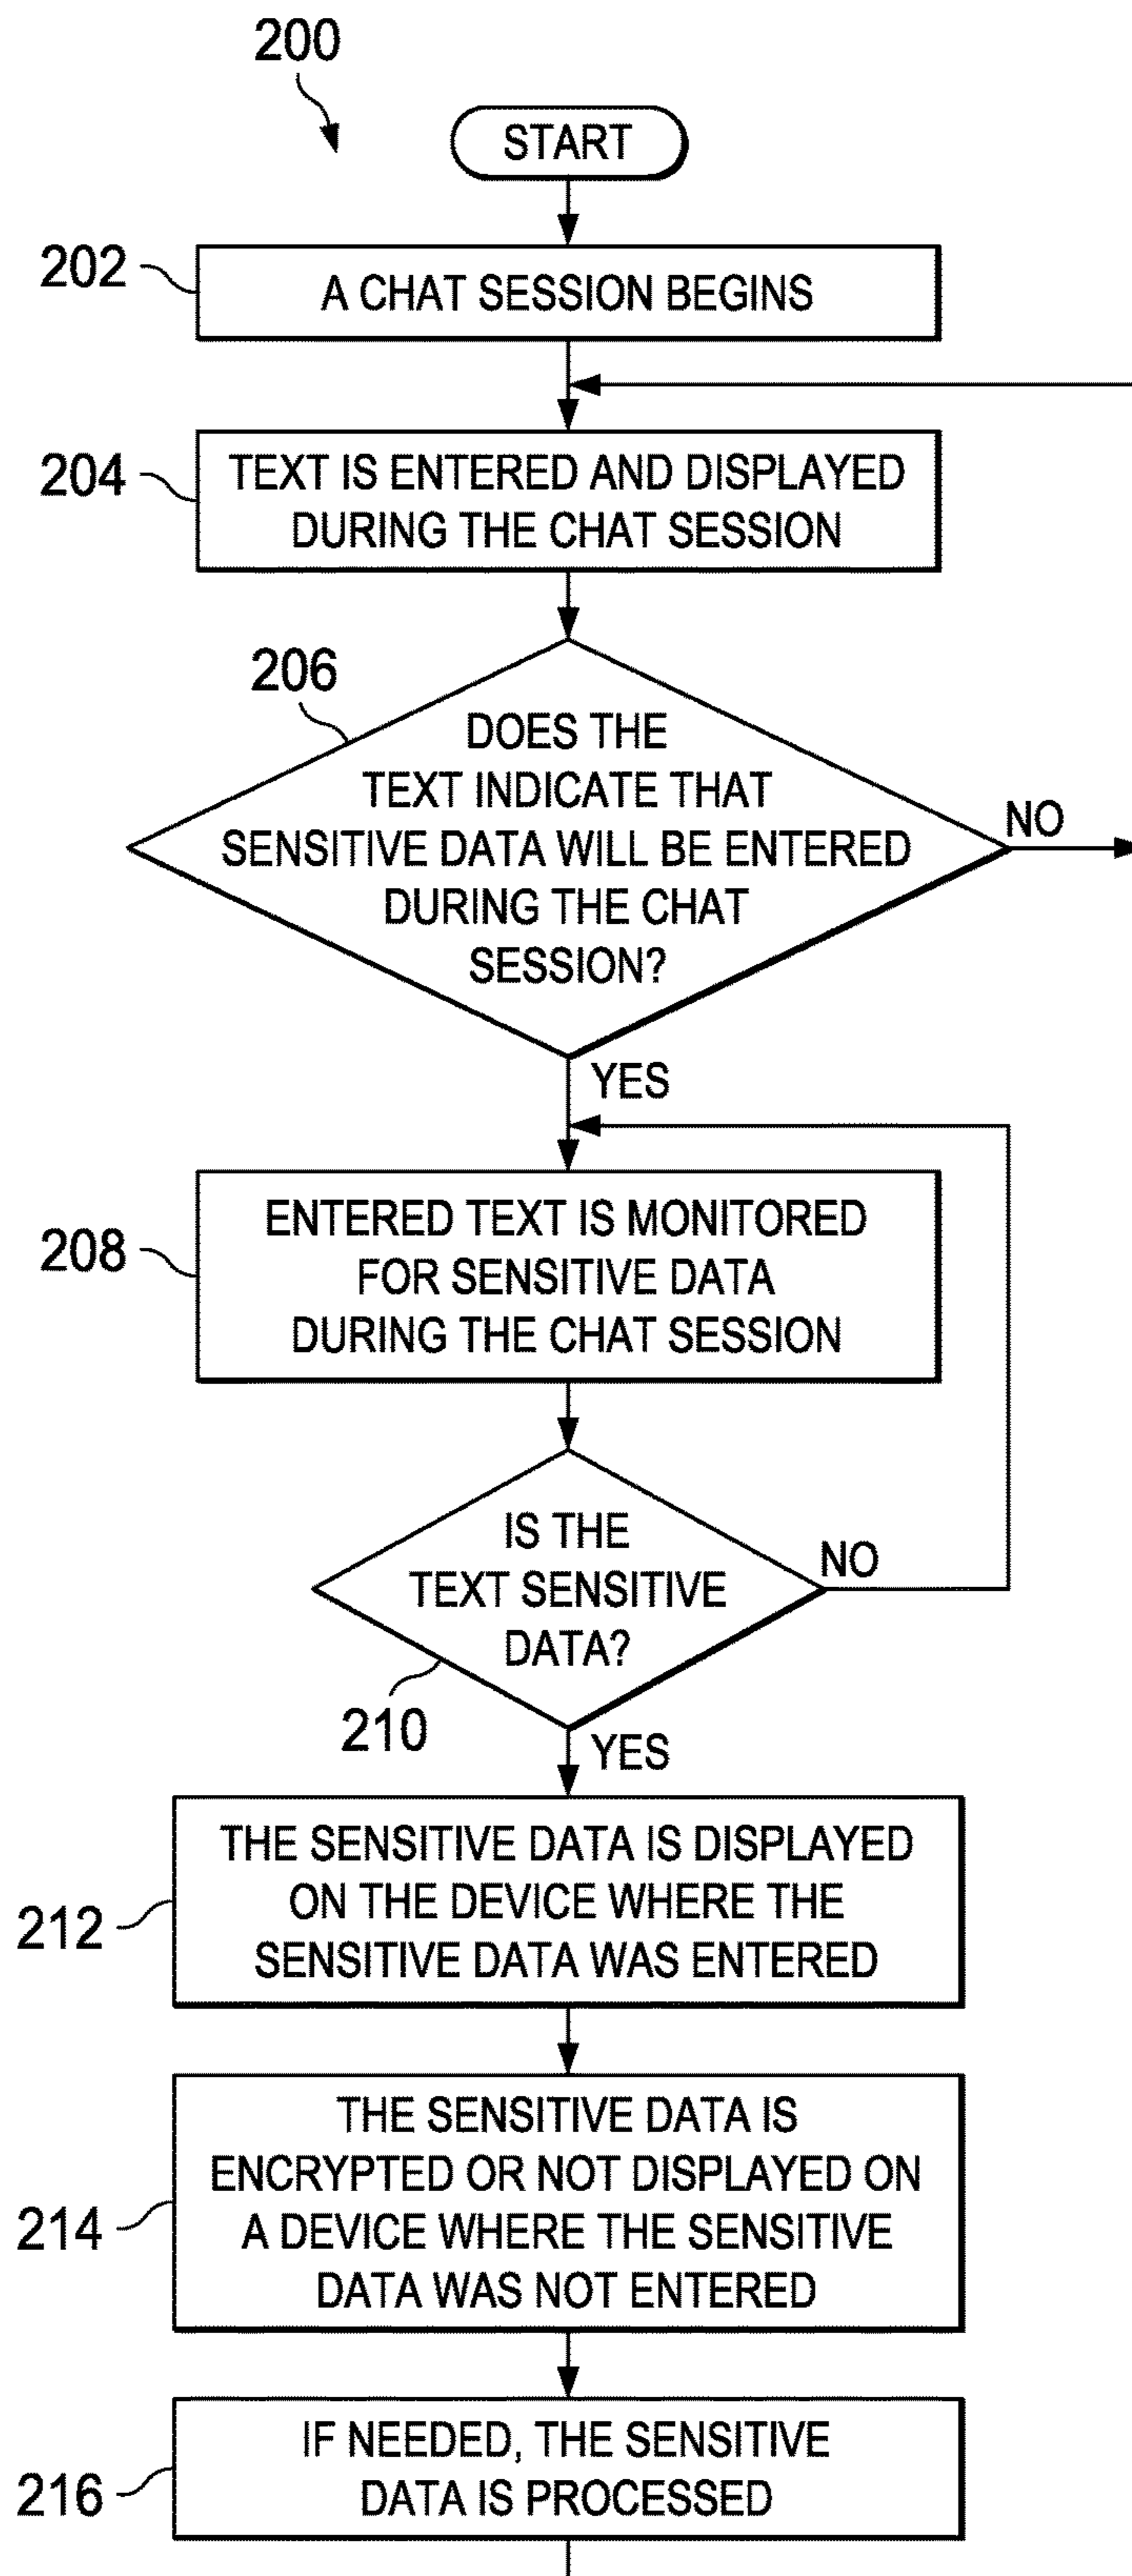 200
START
202
A CHAT SESSION BEGINS
204
TEXT IS ENTERED AND DISPLAYED
DURING THE CHAT SESSION
206
DOES THE
TEXT INDICATE THAT
SENSITIVE DATA WILL BE ENTERED
DURING THE CHAT
SESSION?
NO
YES
208
ENTERED TEXT IS MONITORED
FOR SENSITIVE DATA
DURING THE CHAT SESSION
IS THE
TEXT SENSITIVE
DATA?
NO
210
YES
212
THE SENSITIVE DATA IS DISPLAYED
ON THE DEVICE WHERE THE
SENSITIVE DATA WAS ENTERED
214
THE SENSITIVE DATA IS
ENCRYPTED OR NOT DISPLAYED ON
A DEVICE WHERE THE SENSITIVE
DATA WAS NOT ENTERED
216
IF NEEDED, THE SENSITIVE
DATA IS PROCESSED